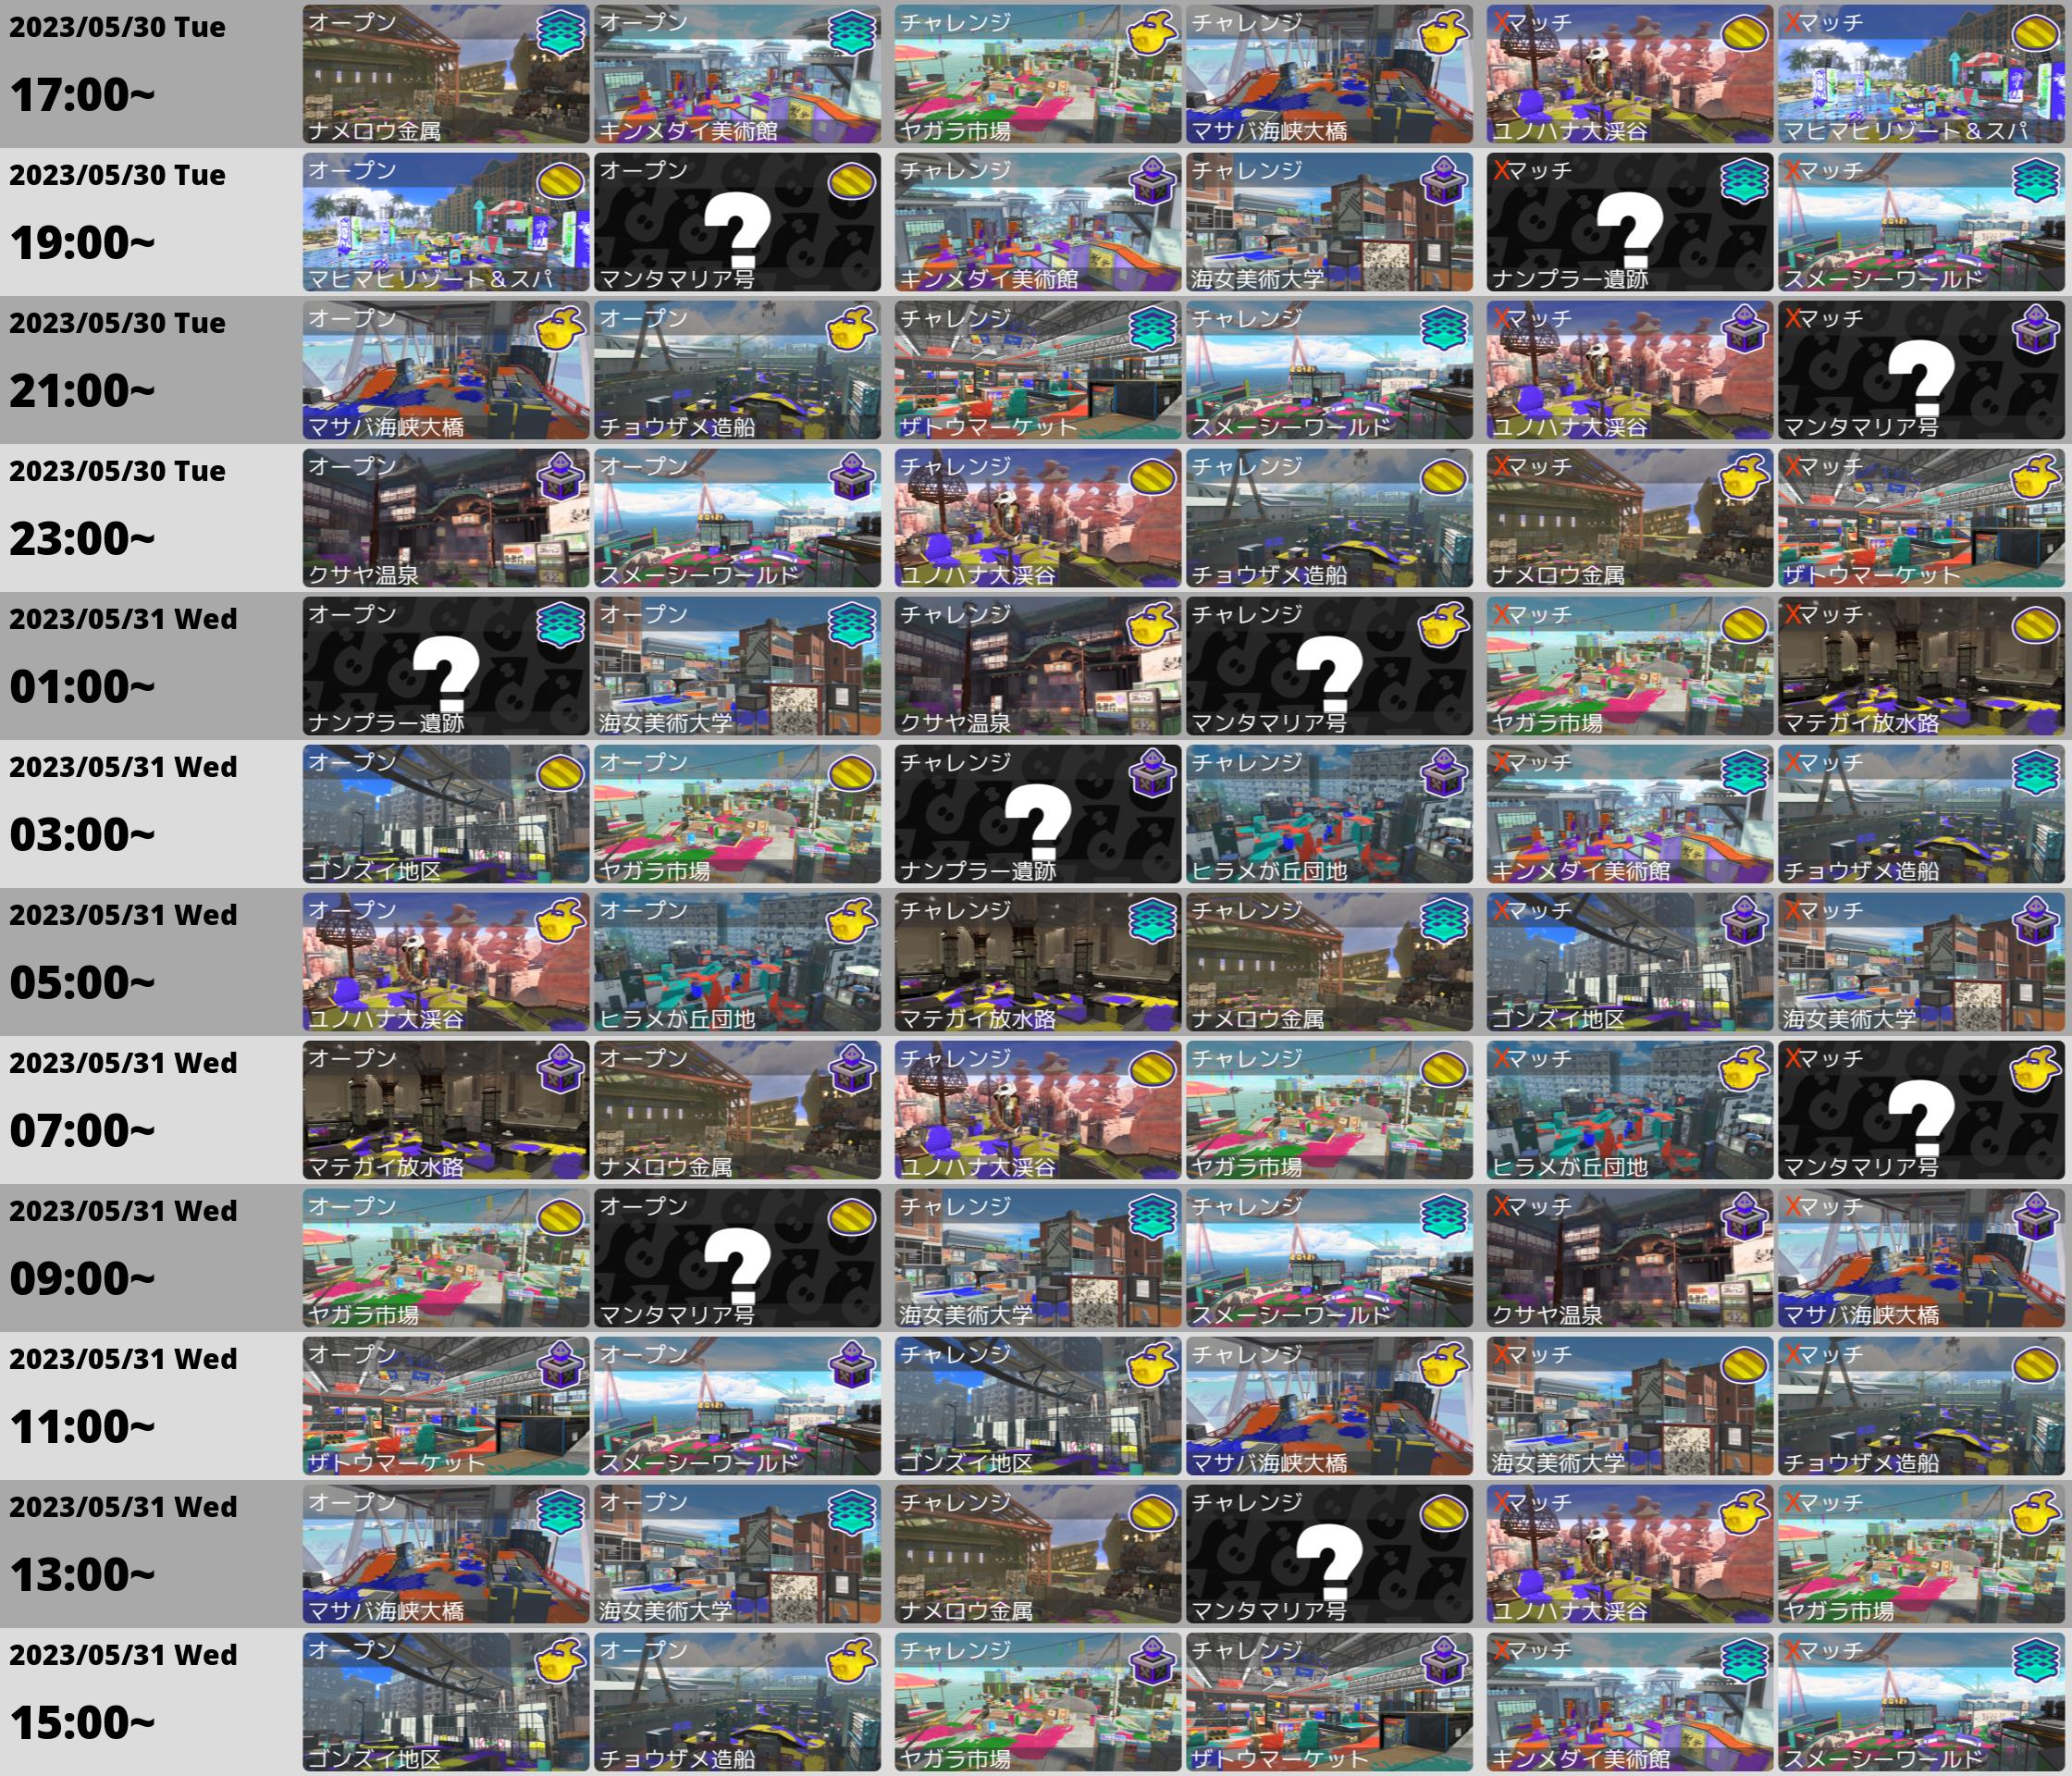 2023/05/30 Tue
17:00~
オープン
ナメロウ金属
オープン
キンメダイ美術館
チャレンジ
ヤガラ市場
チャレンジ
マサバ海峡大橋
Xマッチ
ユノハナ大渓谷
Xマッチ
マヒマヒリゾート＆スパ
2023/05/30 Tue
19:00~
オープン
マヒマヒリゾート＆スパ
オープン
?
マンタマリア号
チャレンジ
キンメダイ美術館
チャレンジ
海女美術大学
Xマッチ
?
ナンプラー遺跡
Xマッチ
スメーシーワールド
2023/05/30 Tue
21:00~
オープン
マサバ海峡大橋
オープン
チョウザメ造船
チャレンジ
ザトウマーケット
チャレンジ
スメーシーワールド
Xマッチ
ユノハナ大渓谷
Xマッチ
?
マンタマリア号
2023/05/30 Tue
23:00~
オープン
クサヤ温泉
オープン
スメーシーワールド
チャレンジ
ユノハナ大渓谷
チャレンジ
チョウザメ造船
Xマッチ
ナメロウ金属
Xマッチ
ザトウマーケット
2023/05/31 Wed
01:00~
オープン
?
ナンプラー遺跡
オープン
海女美術大学
チャレンジ
クサヤ温泉
チャレンジ
?
マンタマリア号
Xマッチ
ヤガラ市場
Xマッチ
マテガイ放水路
2023/05/31 Wed
03:00~
オープン
ゴンズイ地区
オープン
ヤガラ市場
チャレンジ
?
ナンプラー遺跡
チャレンジ
ヒラメが丘団地
Xマッチ
キンメダイ美術館
Xマッチ
チョウザメ造船
2023/05/31 Wed
05:00~
オープン
ユノハナ大渓谷
オープン
ヒラメが丘団地
チャレンジ
マテガイ放水路
チャレンジ
ナメロウ金属
Xマッチ
ゴンズイ地区
Xマッチ
海女美術大学
2023/05/31 Wed
07:00~
オープン
マテガイ放水路
オープン
ナメロウ金属
チャレンジ
ユノハナ大渓谷
チャレンジ
ヤガラ市場
Xマッチ
ヒラメが丘団地
Xマッチ
?
マンタマリア号
2023/05/31 Wed
09:00~
オープン
ヤガラ市場
オープン
?
マンタマリア号
チャレンジ
海女美術大学
チャレンジ
スメーシーワールド
Xマッチ
クサヤ温泉
Xマッチ
マサバ海峡大橋
2023/05/31 Wed
11:00~
オープン
ザトウマーケット
オープン
スメーシーワールド
チャレンジ
ゴンズイ地区
チャレンジ
マサバ海峡大橋
Xマッチ
海女美術大学
Xマッチ
チョウザメ造船
2023/05/31 Wed
13:00~
オープン
マサバ海峡大橋
オープン
海女美術大学
チャレンジ
ナメロウ金属
チャレンジ
?
マンタマリア号
Xマッチ
ユノハナ大渓谷
Xマッチ
ヤガラ市場
2023/05/31 Wed
15:00~
オープン
ゴンズイ地区
オープン
チョウザメ造船
チャレンジ
ヤガラ市場
チャレンジ
ザトウマーケット
Xマッチ
キンメダイ美術館
Xマッチ
スメーシーワールド